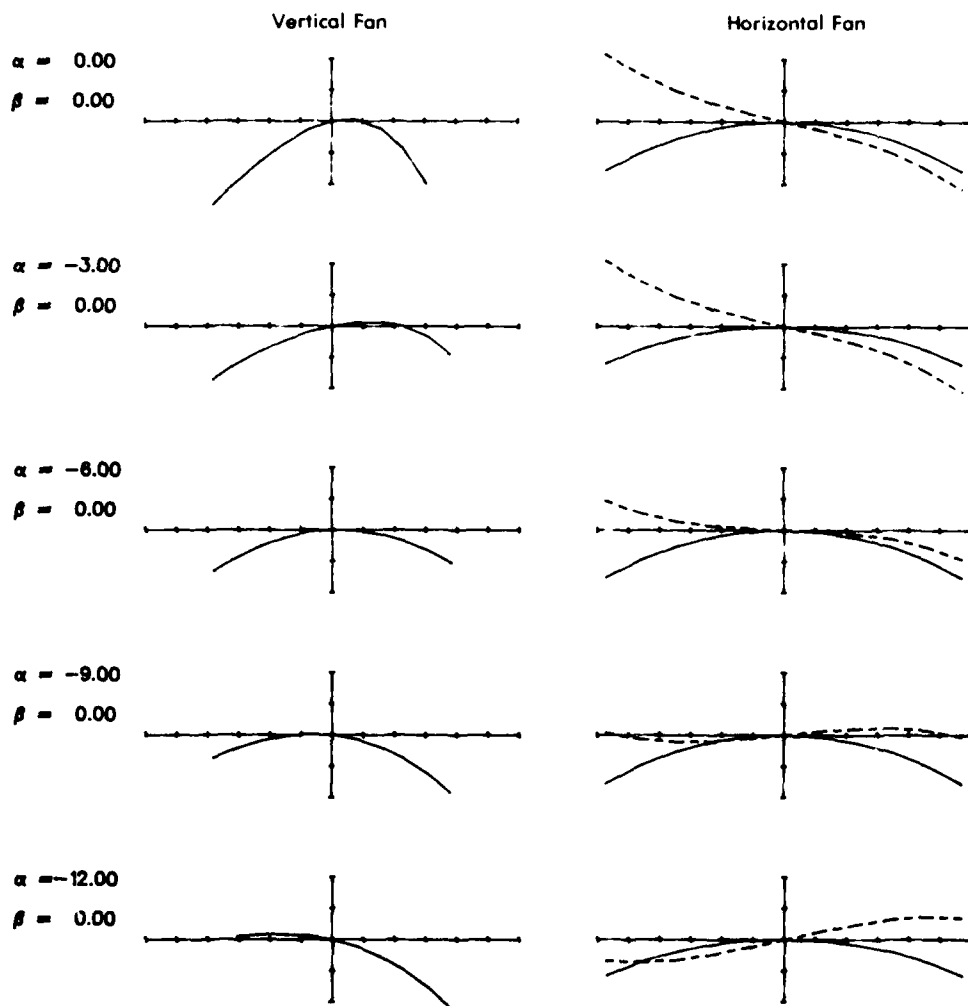 Vertical Fan
Horizontal Fan
α = 0.00
β = 0.00
α = -3.00
β = 0.00
α = -6.00
β = 0.00
α = -9.00
β = 0.00
α = -12.00
β = 0.00